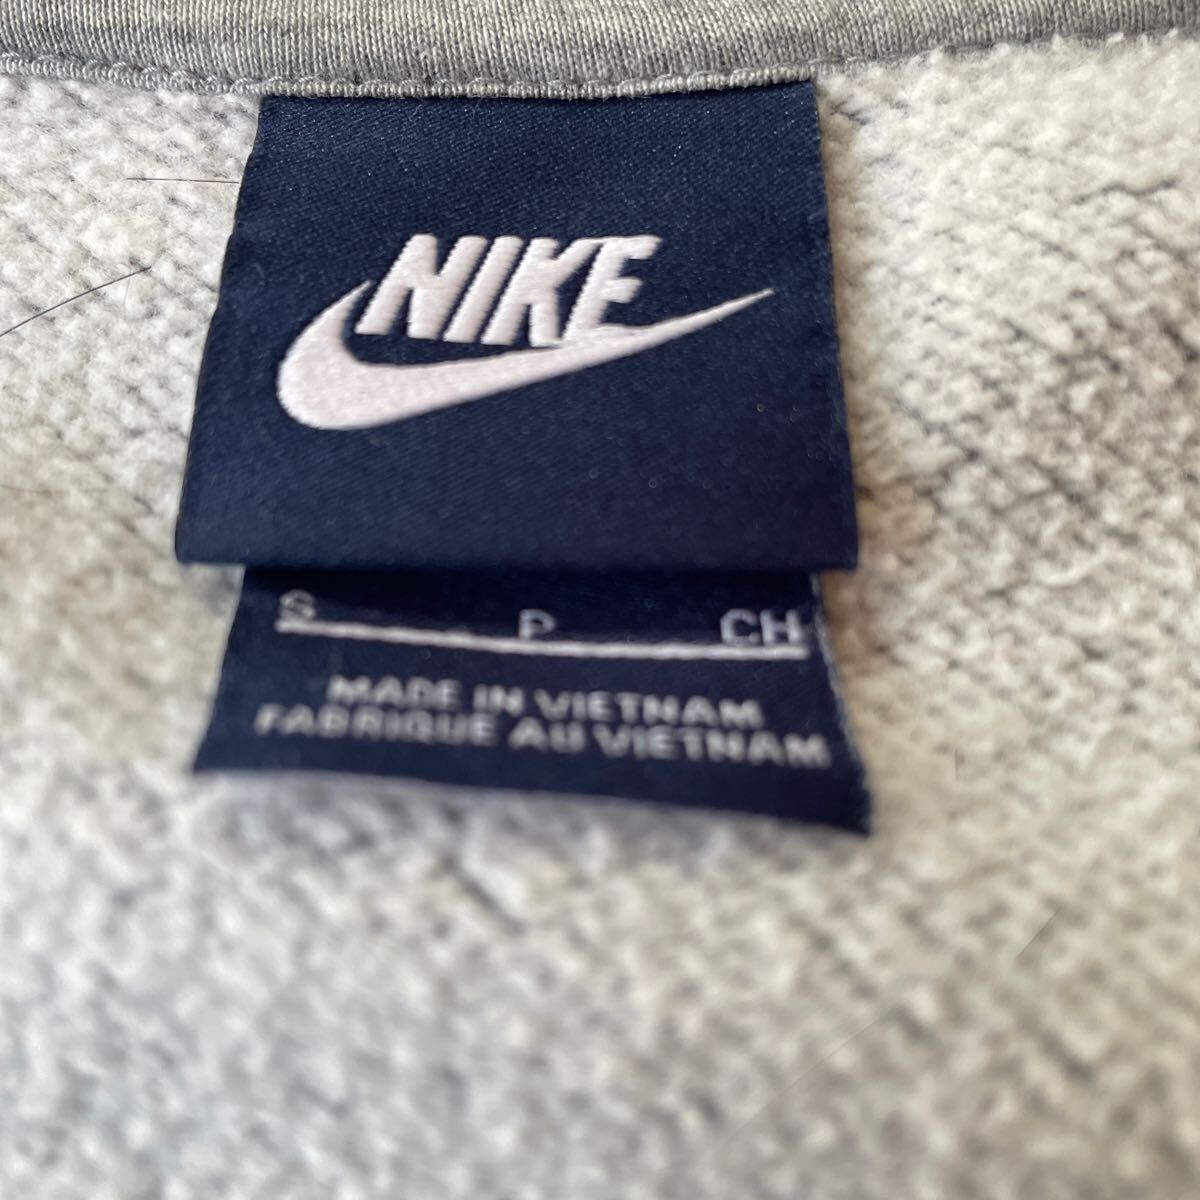 NIKE
S P CH
MADE IN VIETNAM
FABRIQUE AU VIETNAM